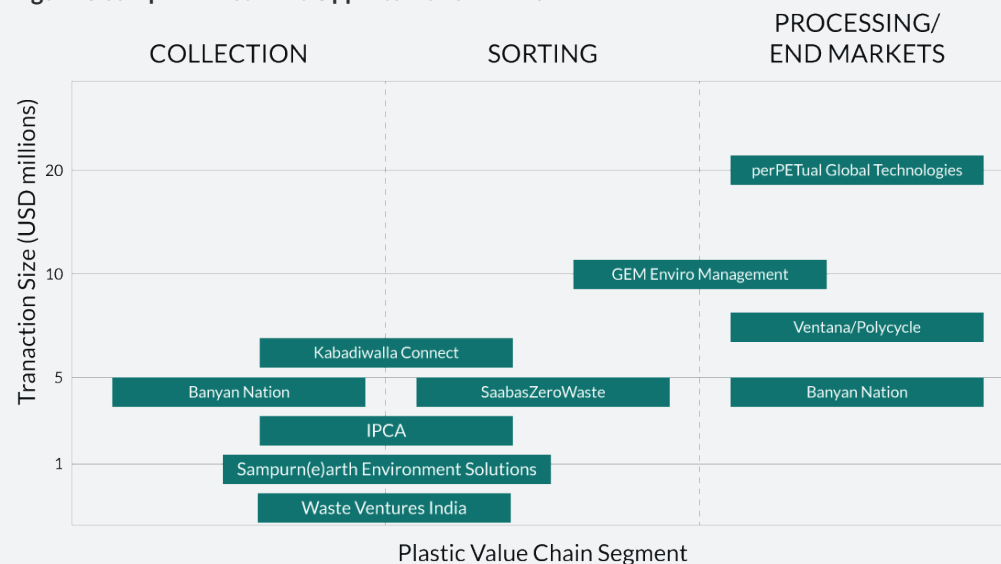 COLLECTION
SORTING
PROCESSING/
END MARKETS
Tranaction Size (USD millions)
20
perPETual Global Technologies
10
GEM Enviro Management
Ventana/Polycycle
Kabadiwalla Connect
5
Banyan Nation
SaabasZeroWaste
Banyan Nation
IPCA
1
Sampurn(e)arth Environment Solutions
Waste Ventures India
Plastic Value Chain Segment